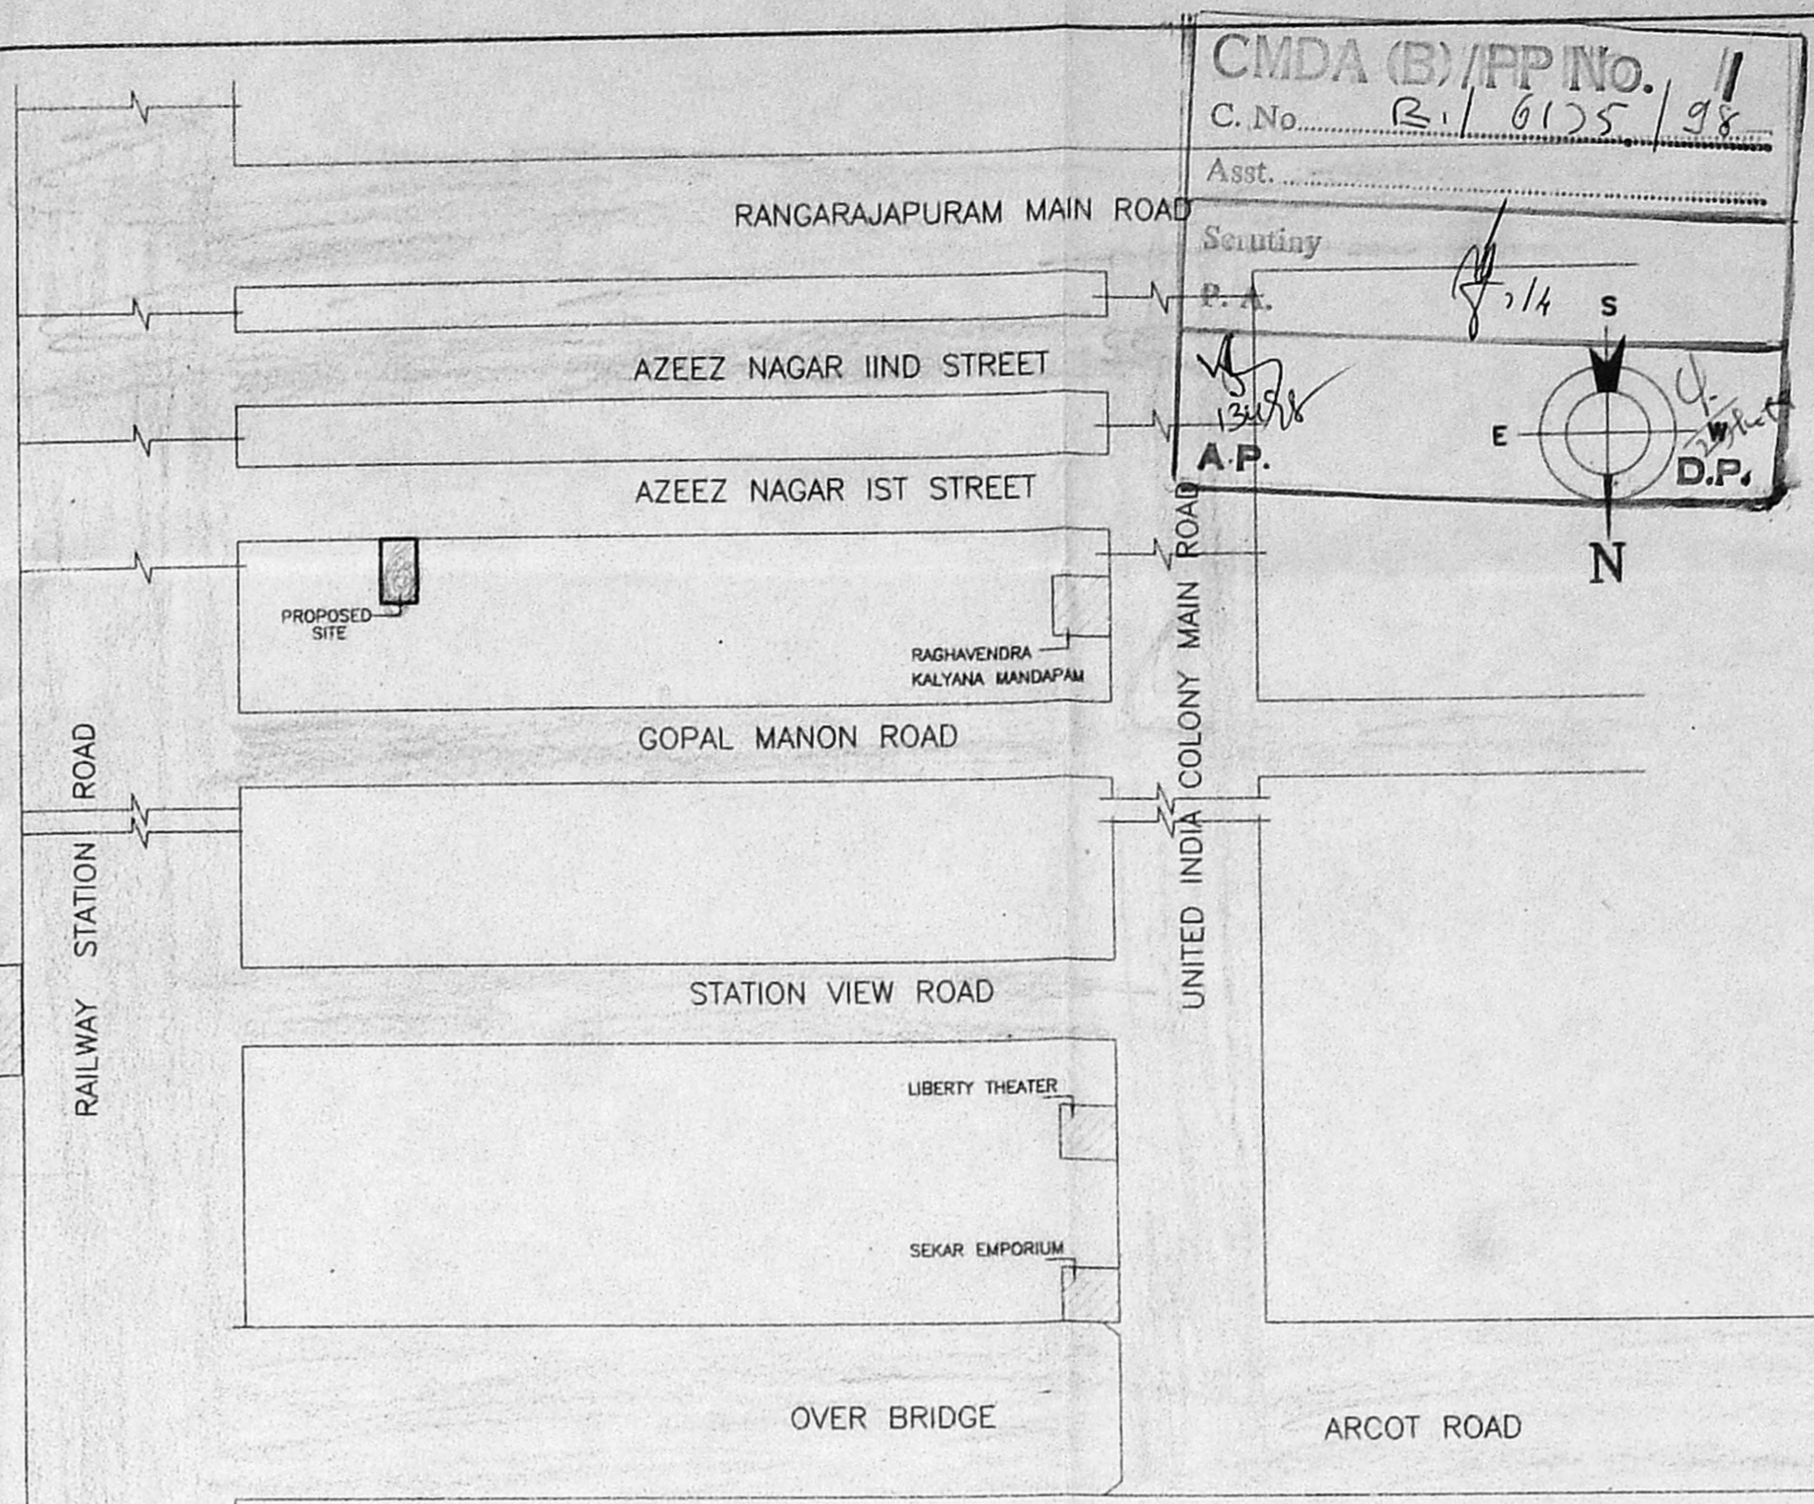 CMDA (B)/PP No.
C. No. B1/ 6175 /98
Asst.
RANGARAJAPURAM MAIN ROAD
Scrutiny
P. A.
S
AZEEZ NAGAR IIND STREET
E
W
A.P.
D.P.
AZEEZ NAGAR IST STREET
N
PROPOSED
SITE
RAGHAVENDRA
KALYANA MANDAPAM
GOPAL MANON ROAD
UNITED INDIA COLONY MAIN ROAD
RAILWAY STATION ROAD
STATION VIEW ROAD
LIBERTY THEATER
SEKAR EMPORIUM
OVER BRIDGE
ARCOT ROAD